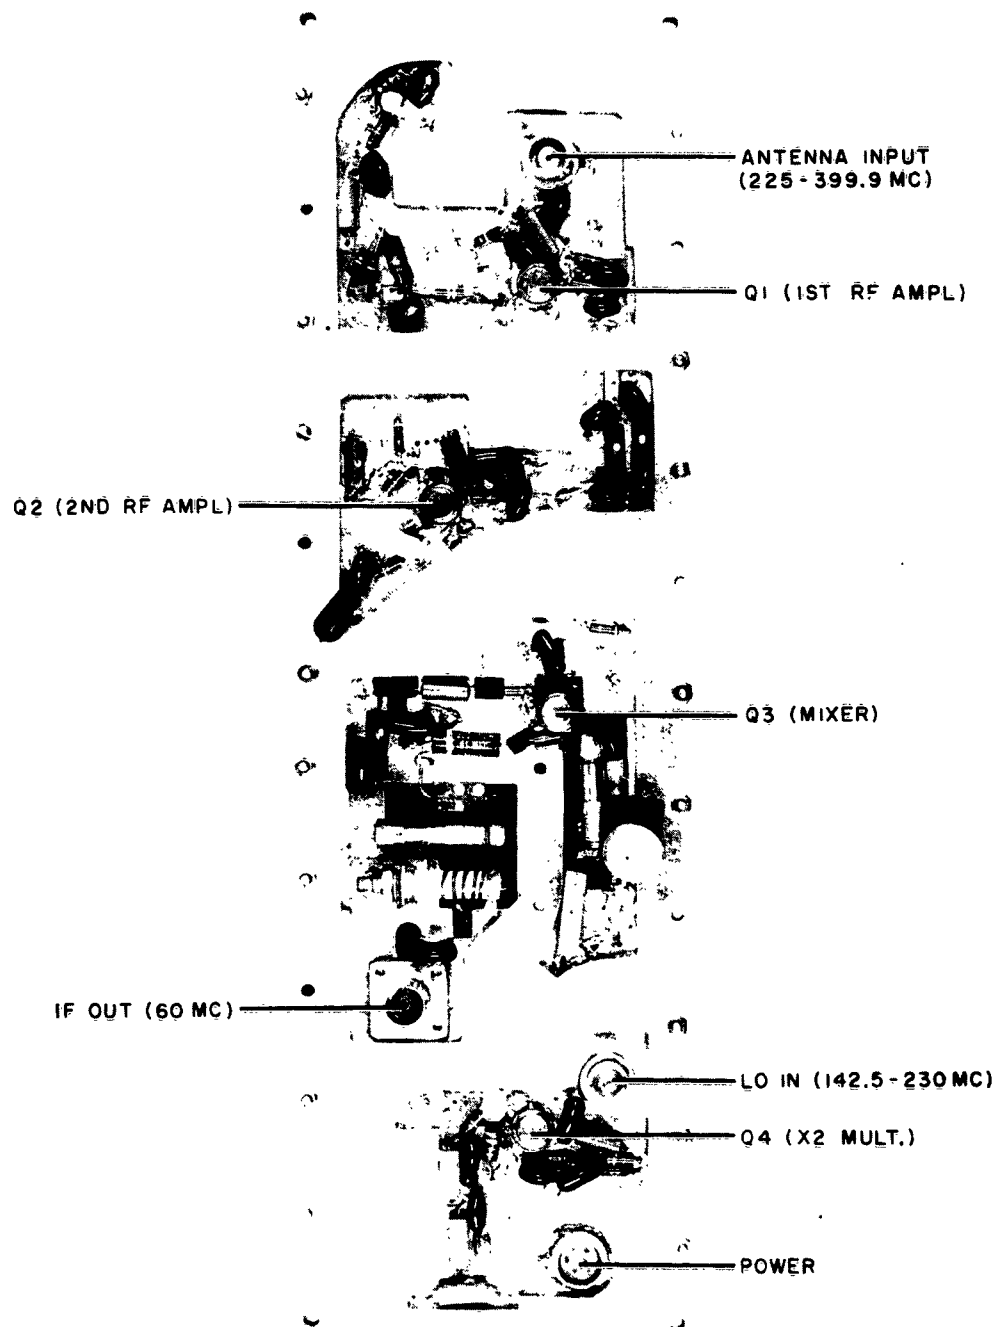 ANTENNA INPUT
(225-399.9 MC)
Q1 (1ST RF AMPL)
Q2 (2ND RF AMPL)
Q3 (MIXER)
IF OUT (60 MC)
LO IN (142.5-230 MC)
Q4 (X2 MULT.)
POWER